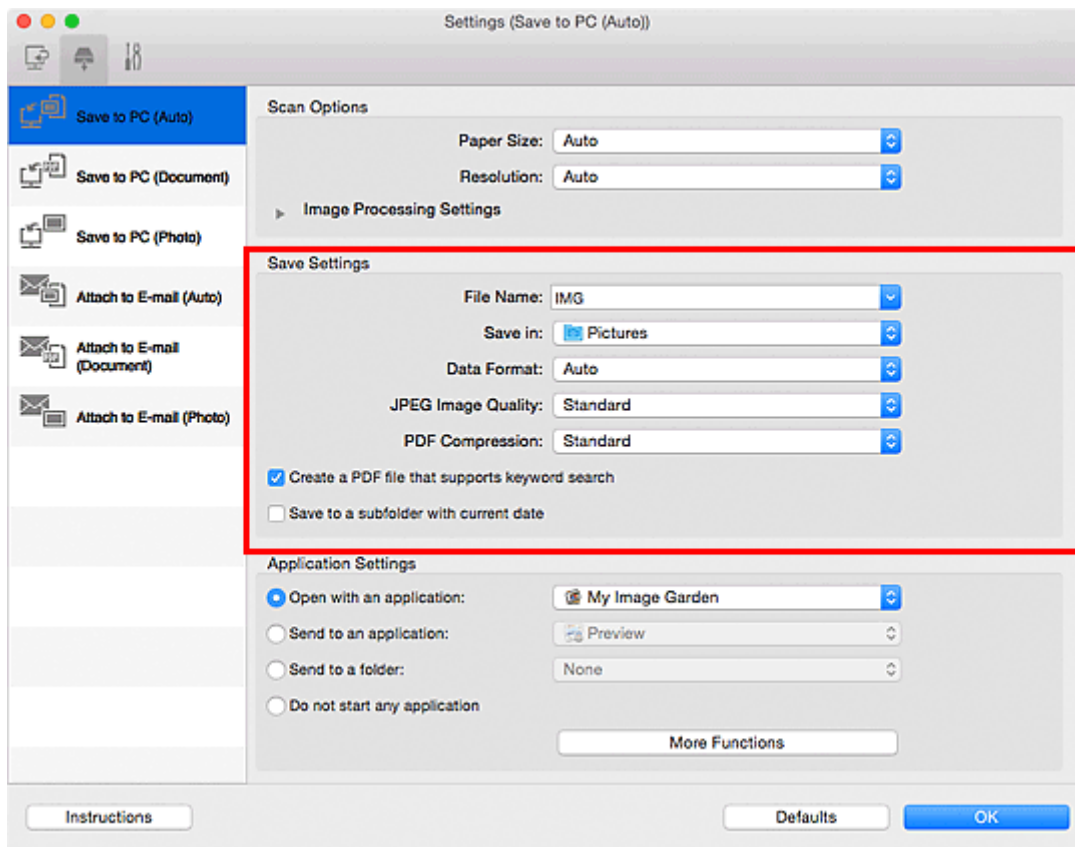 Settings (Save to PC (Auto))
Save to PC (Auto)
Save to PC (Document)
Save to PC (Photo)
Attach to E-mail (Auto)
Attach to E-mail
(Document)
Attach to E-mail (Photo)
Scan Options
Paper Size: Auto
Resolution: Auto
Image Processing Settings
Save Settings
File Name: IMG
Save in: Pictures
Data Format: Auto
JPEG Image Quality: Standard
PDF Compression: Standard
Create a PDF file that supports keyword search
Save to a subfolder with current date
Application Settings
Open with an application: My Image Garden
Send to an application: Preview
Send to a folder: None
Do not start any application
More Functions
Instructions
Defaults
OK